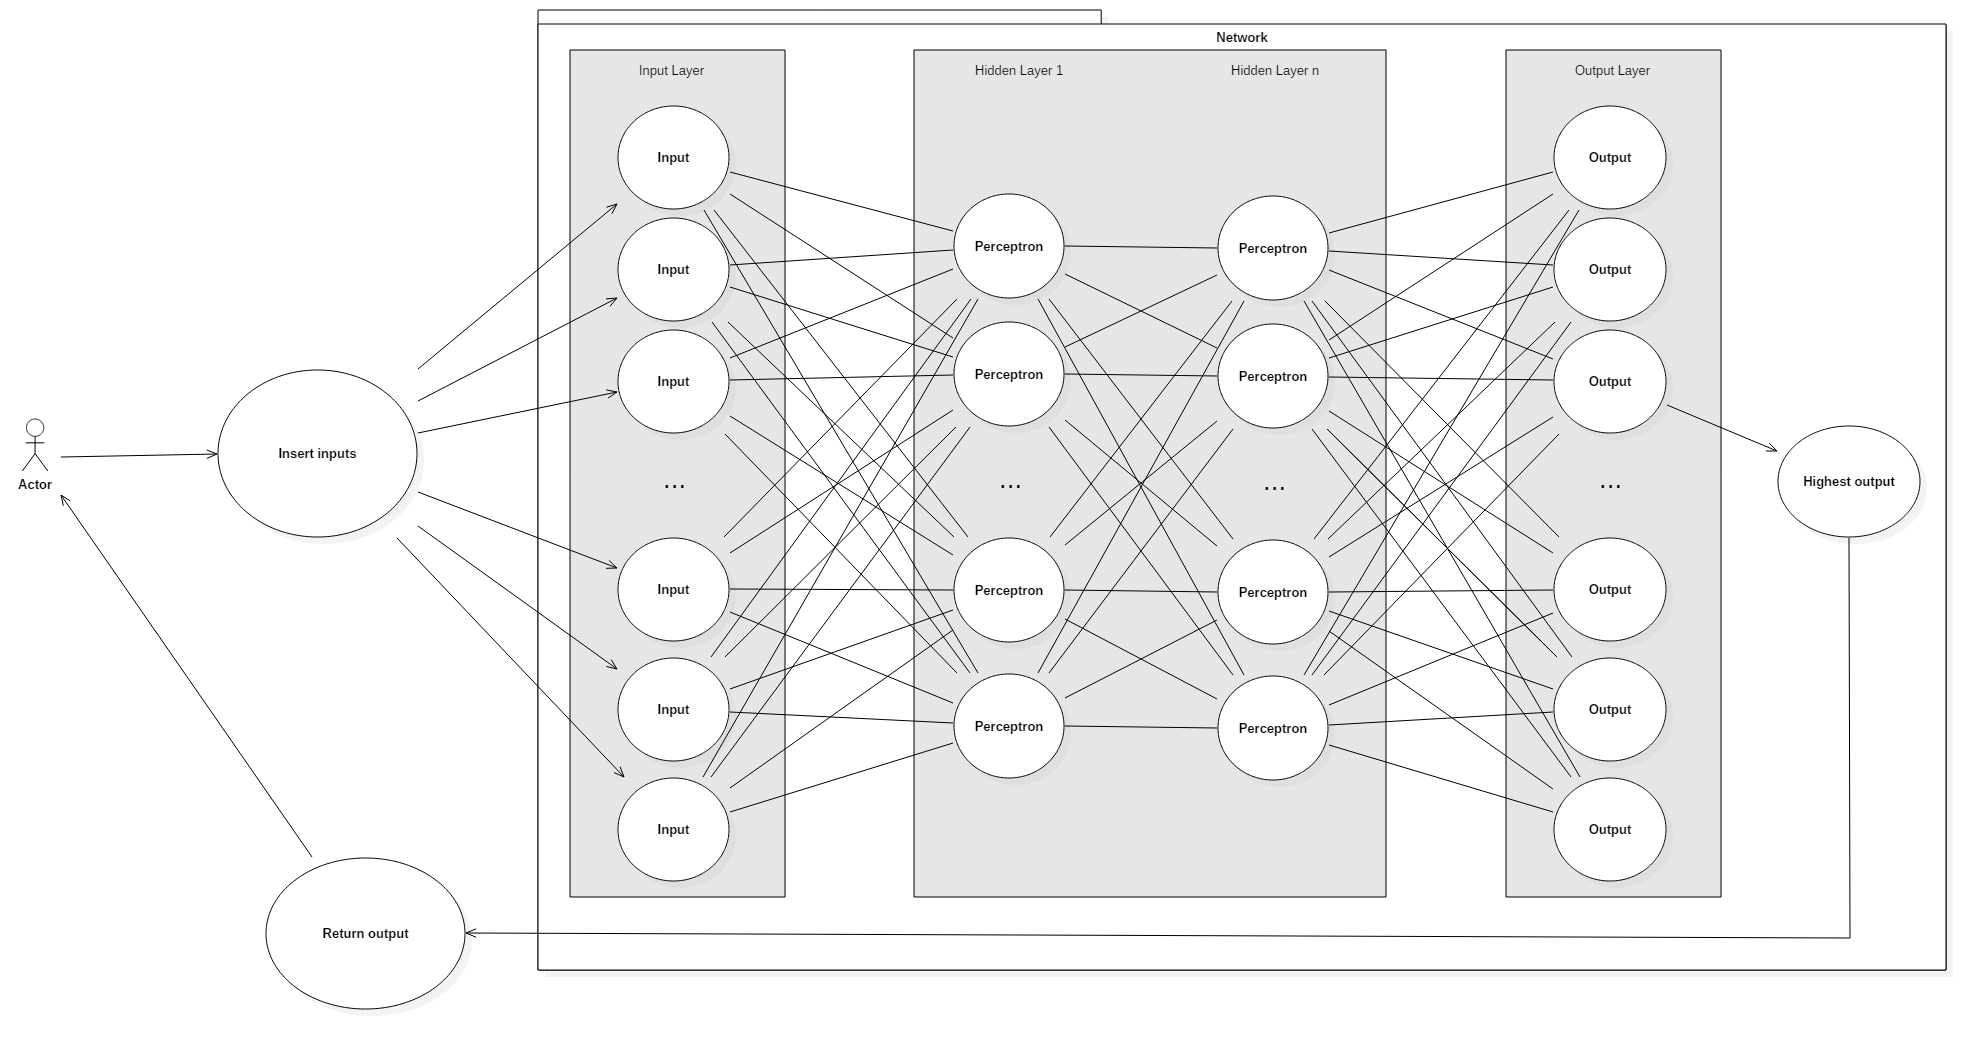 Network
Input Layer
Hidden Layer 1
Hidden Layer n
Output Layer
Input
Input
Input
...
Input
Input
Input
Perceptron
Perceptron
...
Perceptron
Perceptron
Perceptron
Perceptron
...
Perceptron
Perceptron
Output
Output
Output
...
Output
Output
Output
Actor
Insert inputs
Highest output
Return output